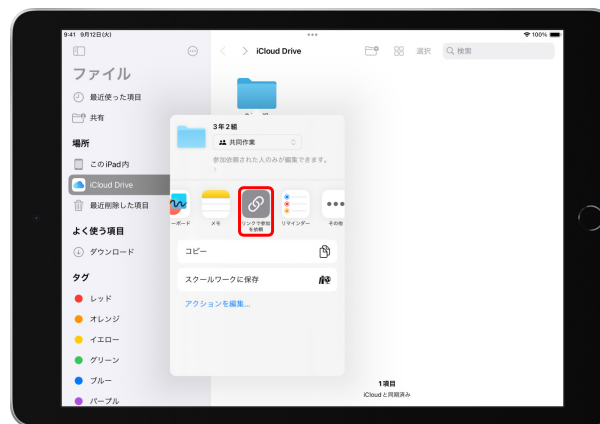 9:41 9月12日(火)
100%
iCloud Drive
選択
検索
ファイル
最近使った項目
共有
場所
このiPad内
iCloud Drive
最近削除した項目
よく使う項目
ダウンロード
タグ
レッド
オレンジ
イエロー
グリーン
ブルー
パープル
3年2組
共同作業
参加依頼された人のみが編集できます。
ーボード
メモ
リンクで参加
を依頼
リマインダー
その他
コピー
スクールワークに保存
アクションを編集...
1項目
iCloudと同期済み